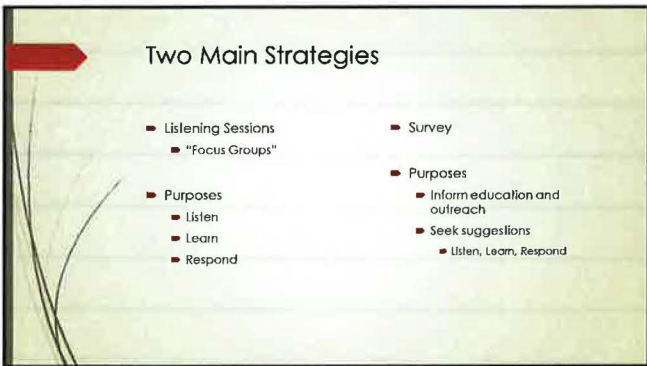 Two Main Strategies
Listening Sessions
"Focus Groups"
Purposes
Listen
Learn
Respond
Survey
Purposes
Inform education and
outreach
Seek suggestions
Listen, Learn, Respond